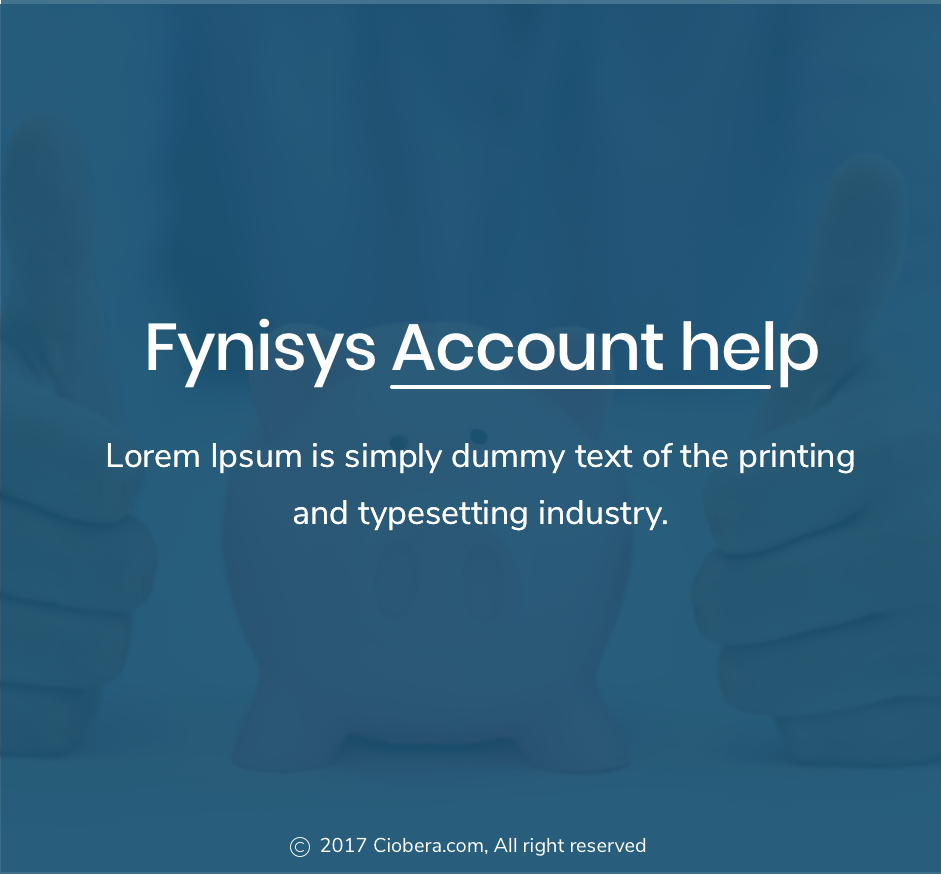 Fynisys Account help
Lorem Ipsum is simply dummy text of the printing
and typesetting industry.
© 2017 Ciobera.com, All right reserved